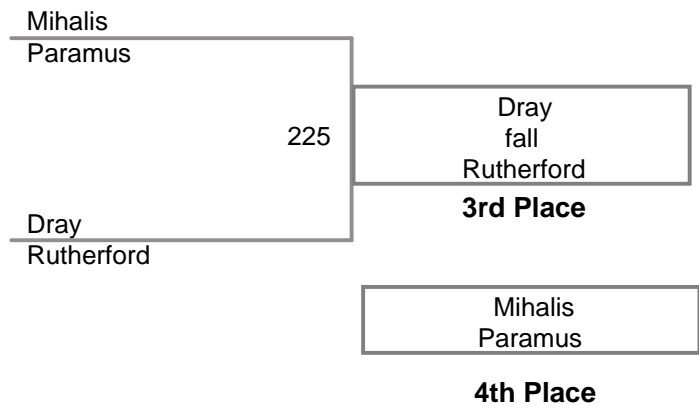 Mihalis
Paramus
225
Dray
fall
Rutherford
3rd Place
Dray
Rutherford
Mihalis
Paramus
4th Place